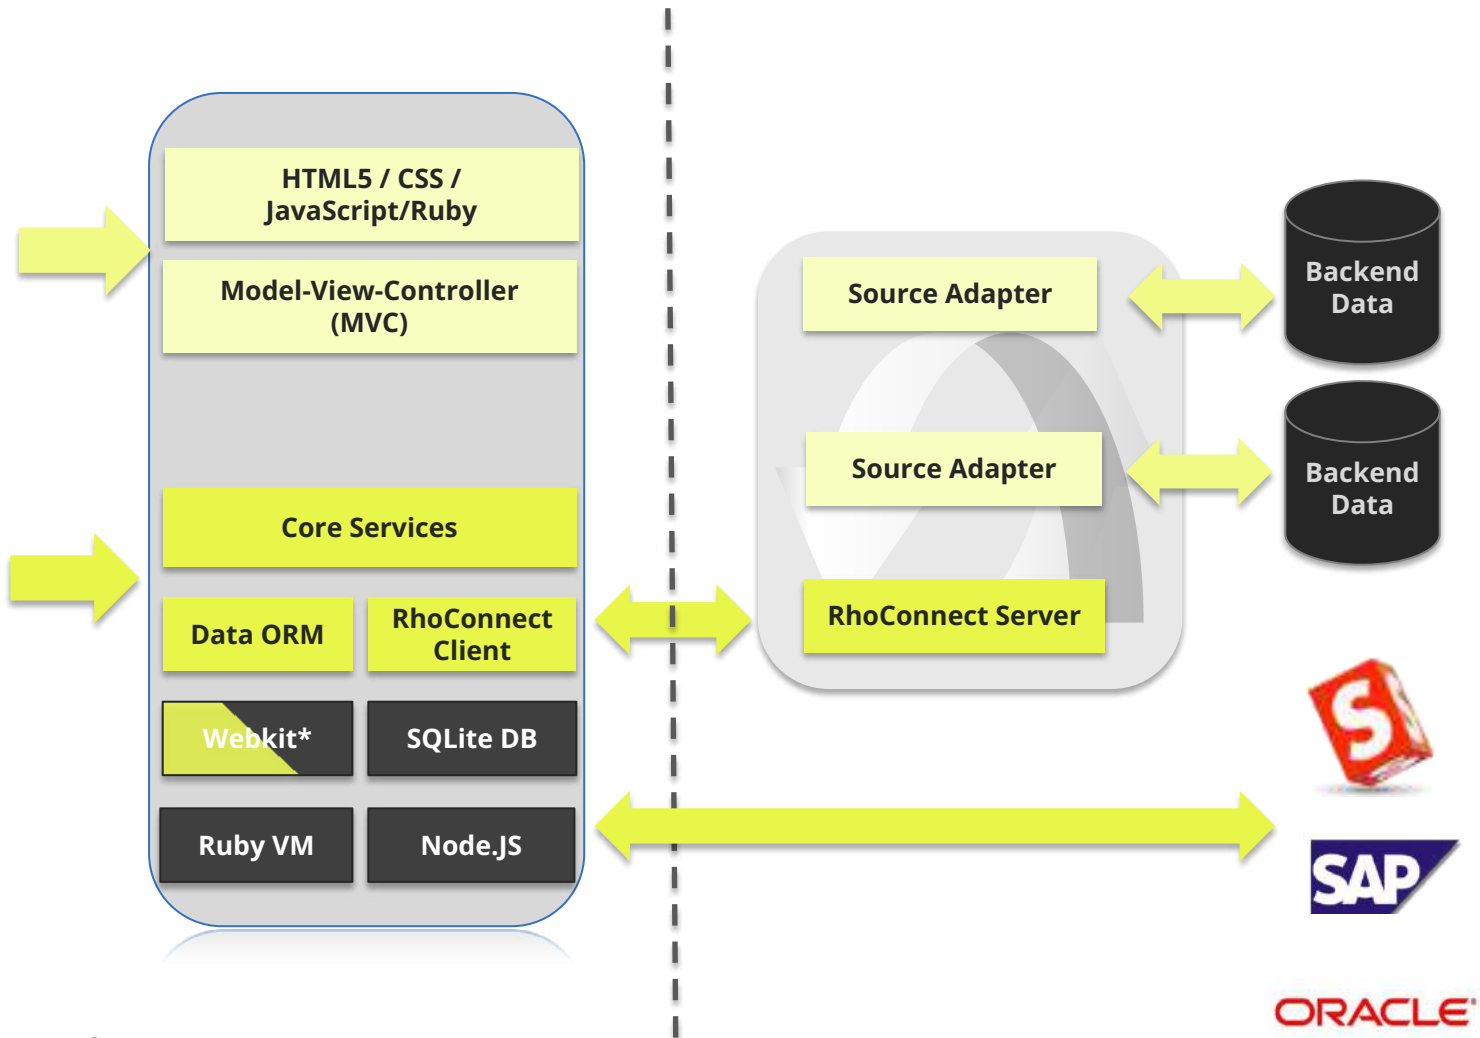 HTML5 / CSS /
JavaScript/Ruby
Model-View-Controller
(MVC)
Core Services
Data ORM
RhoConnect
Client
Webkit*
SQLite DB
Ruby VM
Node.JS
Source Adapter
Source Adapter
RhoConnect Server
Backend
Data
Backend
Data
S
SAP
ORACLE